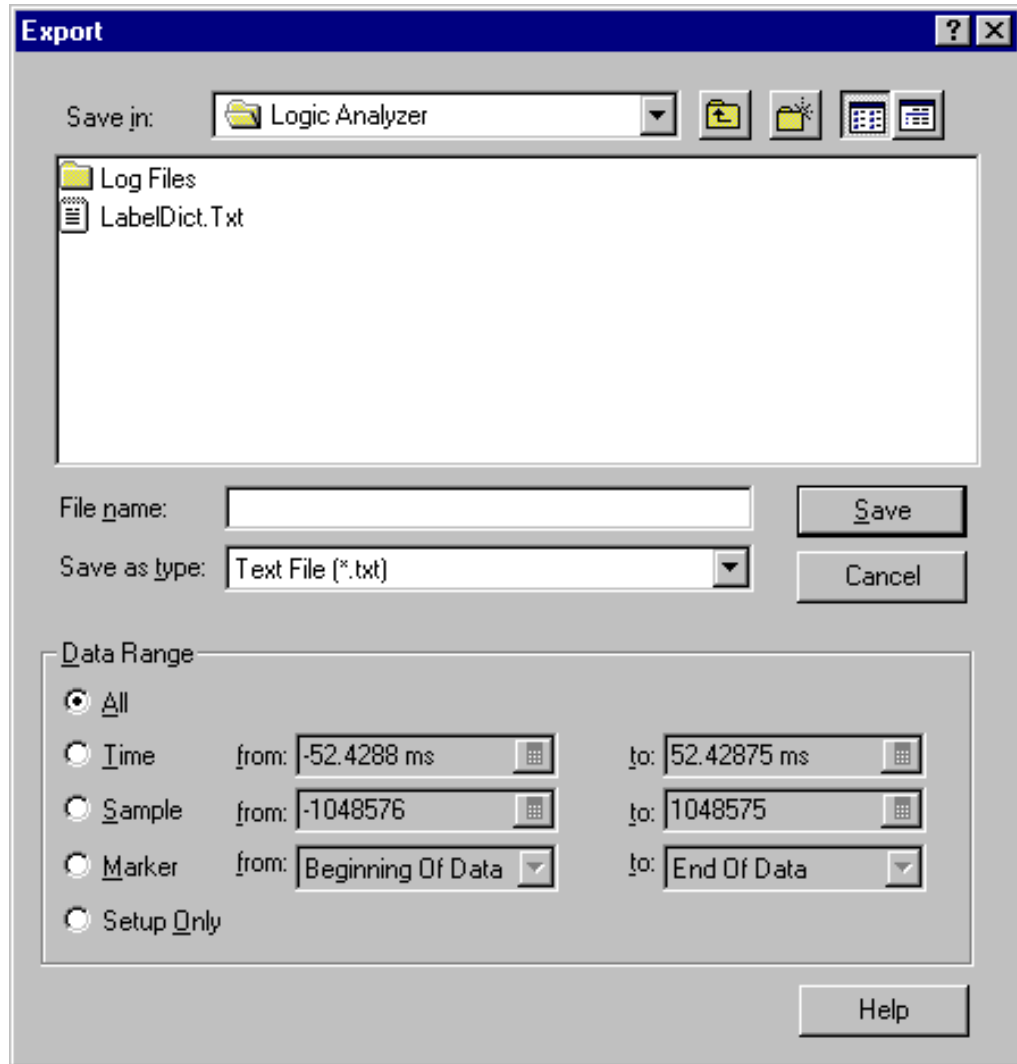 Export
Save in: Logic Analyzer
Log Files
LabelDict.Txt
File name: Save
Save as type: Text File (*.txt) Cancel
Data Range
All
Time from: -52.4288 ms to: 52.42875 ms
Sample from: -1048576 to: 1048575
Marker from: Beginning Of Data to: End Of Data
Setup Only
Help